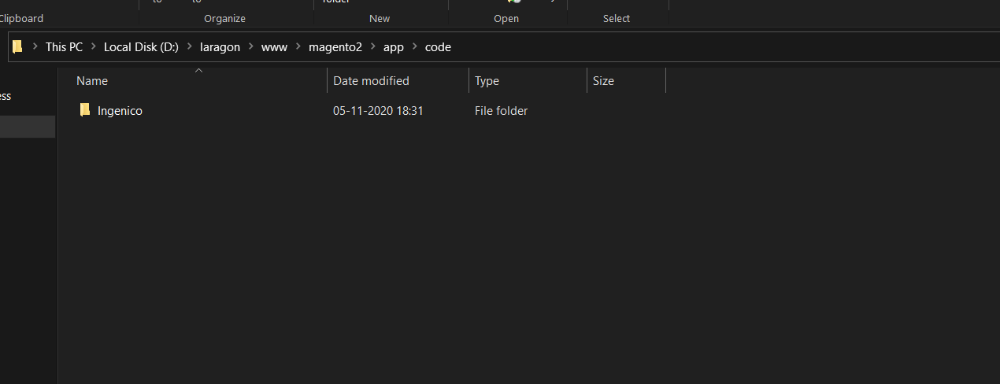 folder
Clipboard Organize New Open Select
This PC Local Disk (D:) laragon www magento2 app code
Name Date modified Type Size
Ingenico 05-11-2020 18:31 File folder